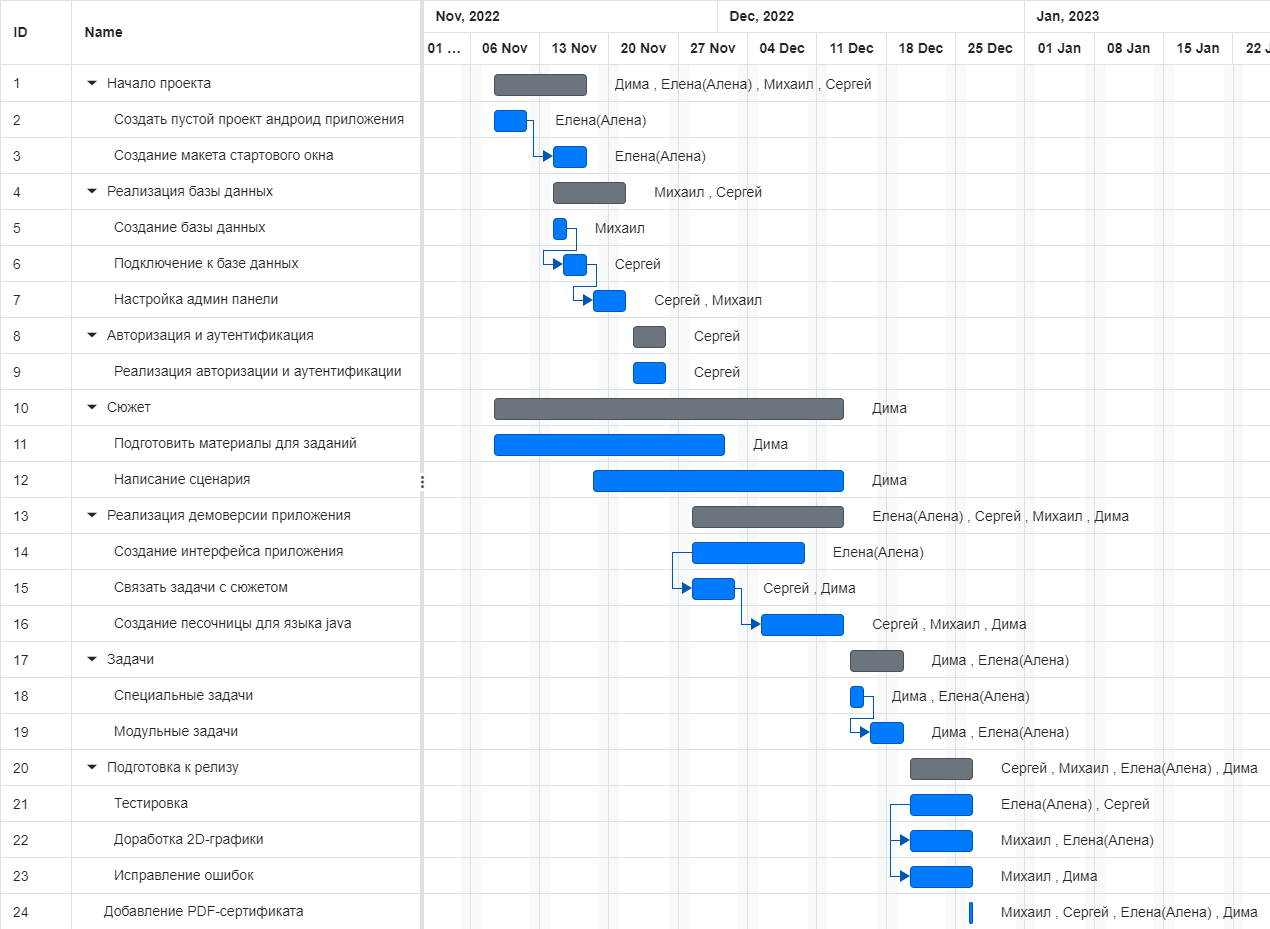 ID Name Nov, 2022 Dec, 2022 Jan, 2023
01 ... 06 Nov 13 Nov 20 Nov 27 Nov 04 Dec 11 Dec 18 Dec 25 Dec 01 Jan 08 Jan 15 Jan 22 J
1 Начало проекта Дима , Елена(Алена) , Михаил , Сергей
2 Создать пустой проект андроид приложения Елена(Алена)
3 Создание макета стартового окна Елена(Алена)
4 Реализация базы данных Михаил , Сергей
5 Создание базы данных Михаил
6 Подключение к базе данных Сергей
7 Настройка админ панели Сергей , Михаил
8 Авторизация и аутентификация Сергей
9 Реализация авторизации и аутентификации Сергей
10 Сюжет Дима
11 Подготовить материалы для заданий Дима
12 Написание сценария Дима
13 Реализация демоверсии приложения Елена(Алена) , Сергей , Михаил , Дима
14 Создание интерфейса приложения Елена(Алена)
15 Связать задачи с сюжетом Сергей , Дима
16 Создание песочницы для языка java Сергей , Михаил , Дима
17 Задачи Дима , Елена(Алена)
18 Специальные задачи Дима , Елена(Алена)
19 Модульные задачи Дима , Елена(Алена)
20 Подготовка к релизу Сергей , Михаил , Елена(Алена) , Дима
21 Тестировка Елена(Алена) , Сергей
22 Доработка 2D-графики Михаил , Елена(Алена)
23 Исправление ошибок Михаил , Дима
24 Добавление PDF-сертификата Михаил , Сергей , Елена(Алена) , Дима